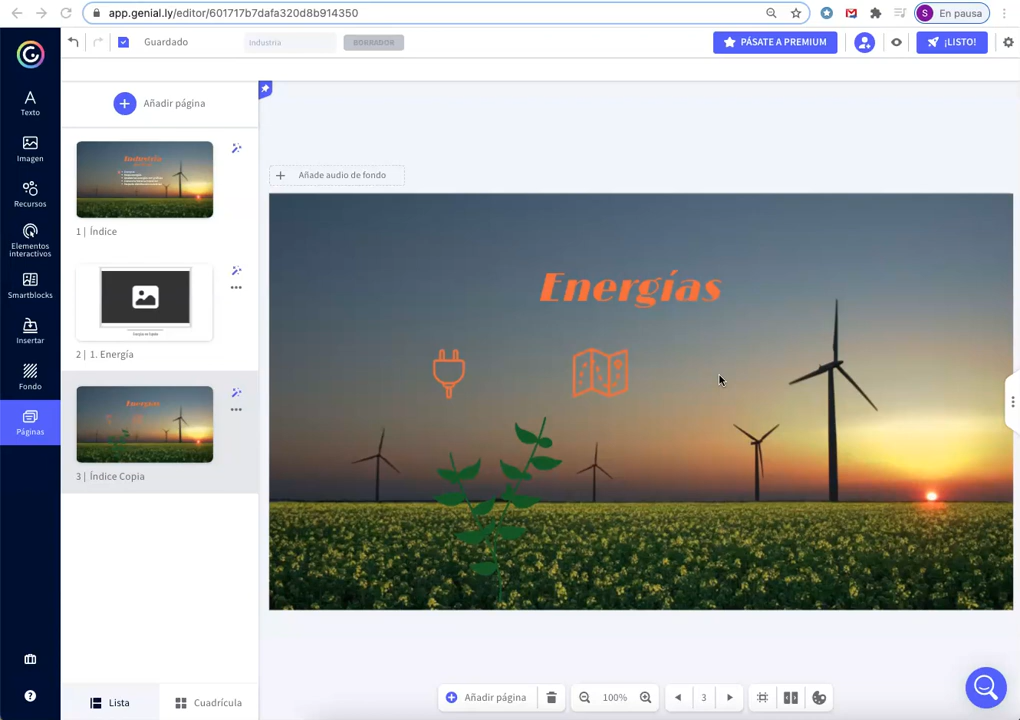 app.genial.ly/editor/601717b7dafa320d8b914350
S
En pausa
Guardado
Industria
BORRADOR
PÁSATE A PREMIUM
¡LISTO!
Texto
Imagen
Recursos
Elementos
interactivos
Smartblocks
Insertar
Fondo
Páginas
Añadir página
1 | Índice
2 | 1. Energía
3 | Índice Copia
Lista
Cuadrícula
Añade audio de fondo
Energías
Añadir página
100%
3